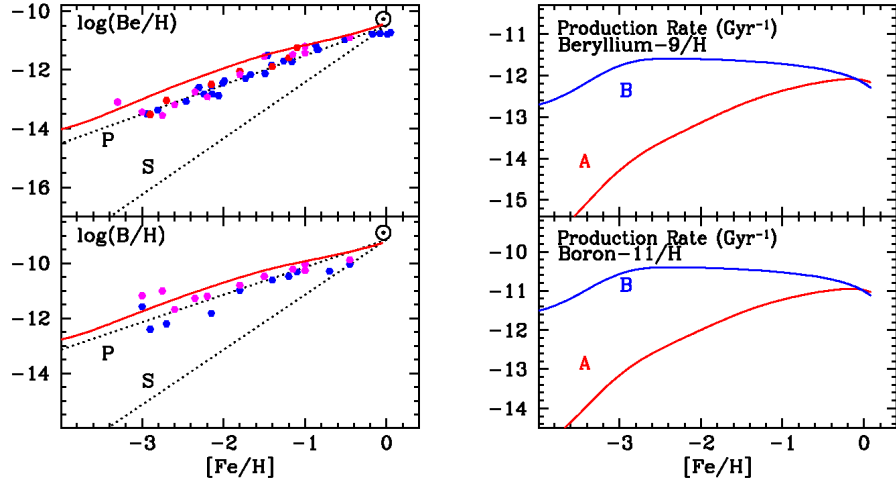 log(Be/H)
-10
-12
-14
-16
P
S
log(B/H)
-10
-12
-14
P
S
-3
-2
-1
0
[Fe/H]
Production Rate (Gyr⁻¹)
Beryllium-9/H
-11
-12
-13
-14
-15
B
A
Production Rate (Gyr⁻¹)
Boron-11/H
-10
-11
-12
-13
-14
B
A
-3
-2
-1
0
[Fe/H]